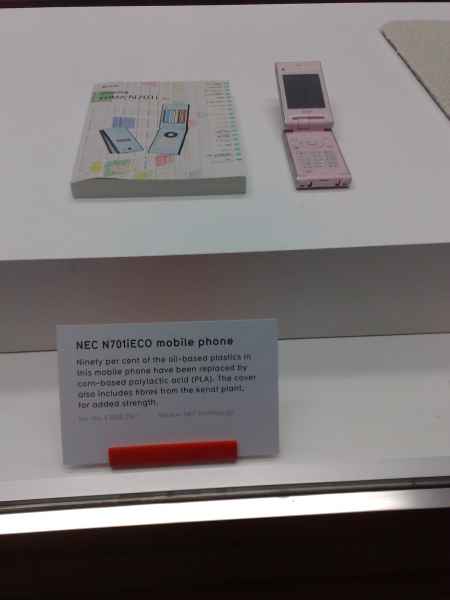 N701i
NEC N701iECO mobile phone
Ninety per cent of the oil-based plastics in
this mobile phone have been replaced by
corn-based polylactic acid (PLA). The cover
also includes fibres from the kenaf plant,
for added strength.